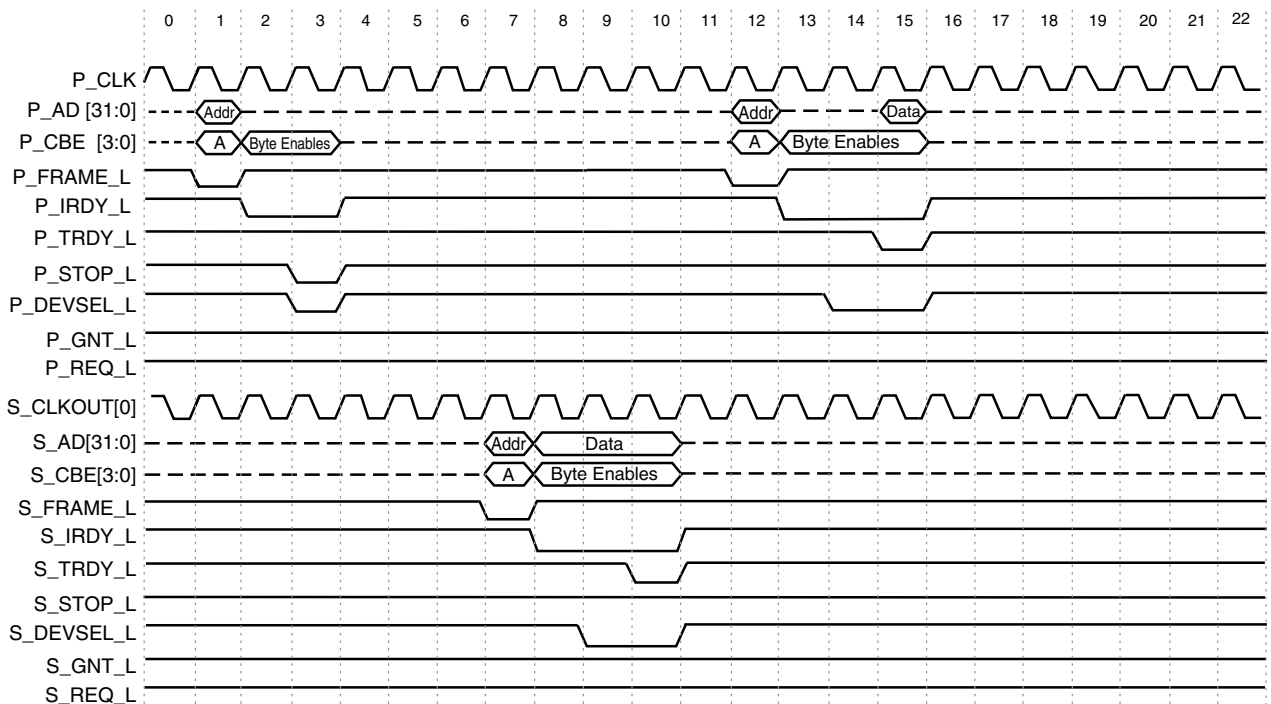 0 1 2 3 4 5 6 7 8 9 10 11 12 13 14 15 16 17 18 19 20 21 22
P_CLK
P_AD [31:0] Addr Addr Data
P_CBE [3:0] A Byte Enables A Byte Enables
P_FRAME_L
P_IRDY_L
P_TRDY_L
P_STOP_L
P_DEVSEL_L
P_GNT_L
P_REQ_L
S_CLKOUT[0]
S_AD[31:0] Addr Data
S_CBE[3:0] A Byte Enables
S_FRAME_L
S_IRDY_L
S_TRDY_L
S_STOP_L
S_DEVSEL_L
S_GNT_L
S_REQ_L